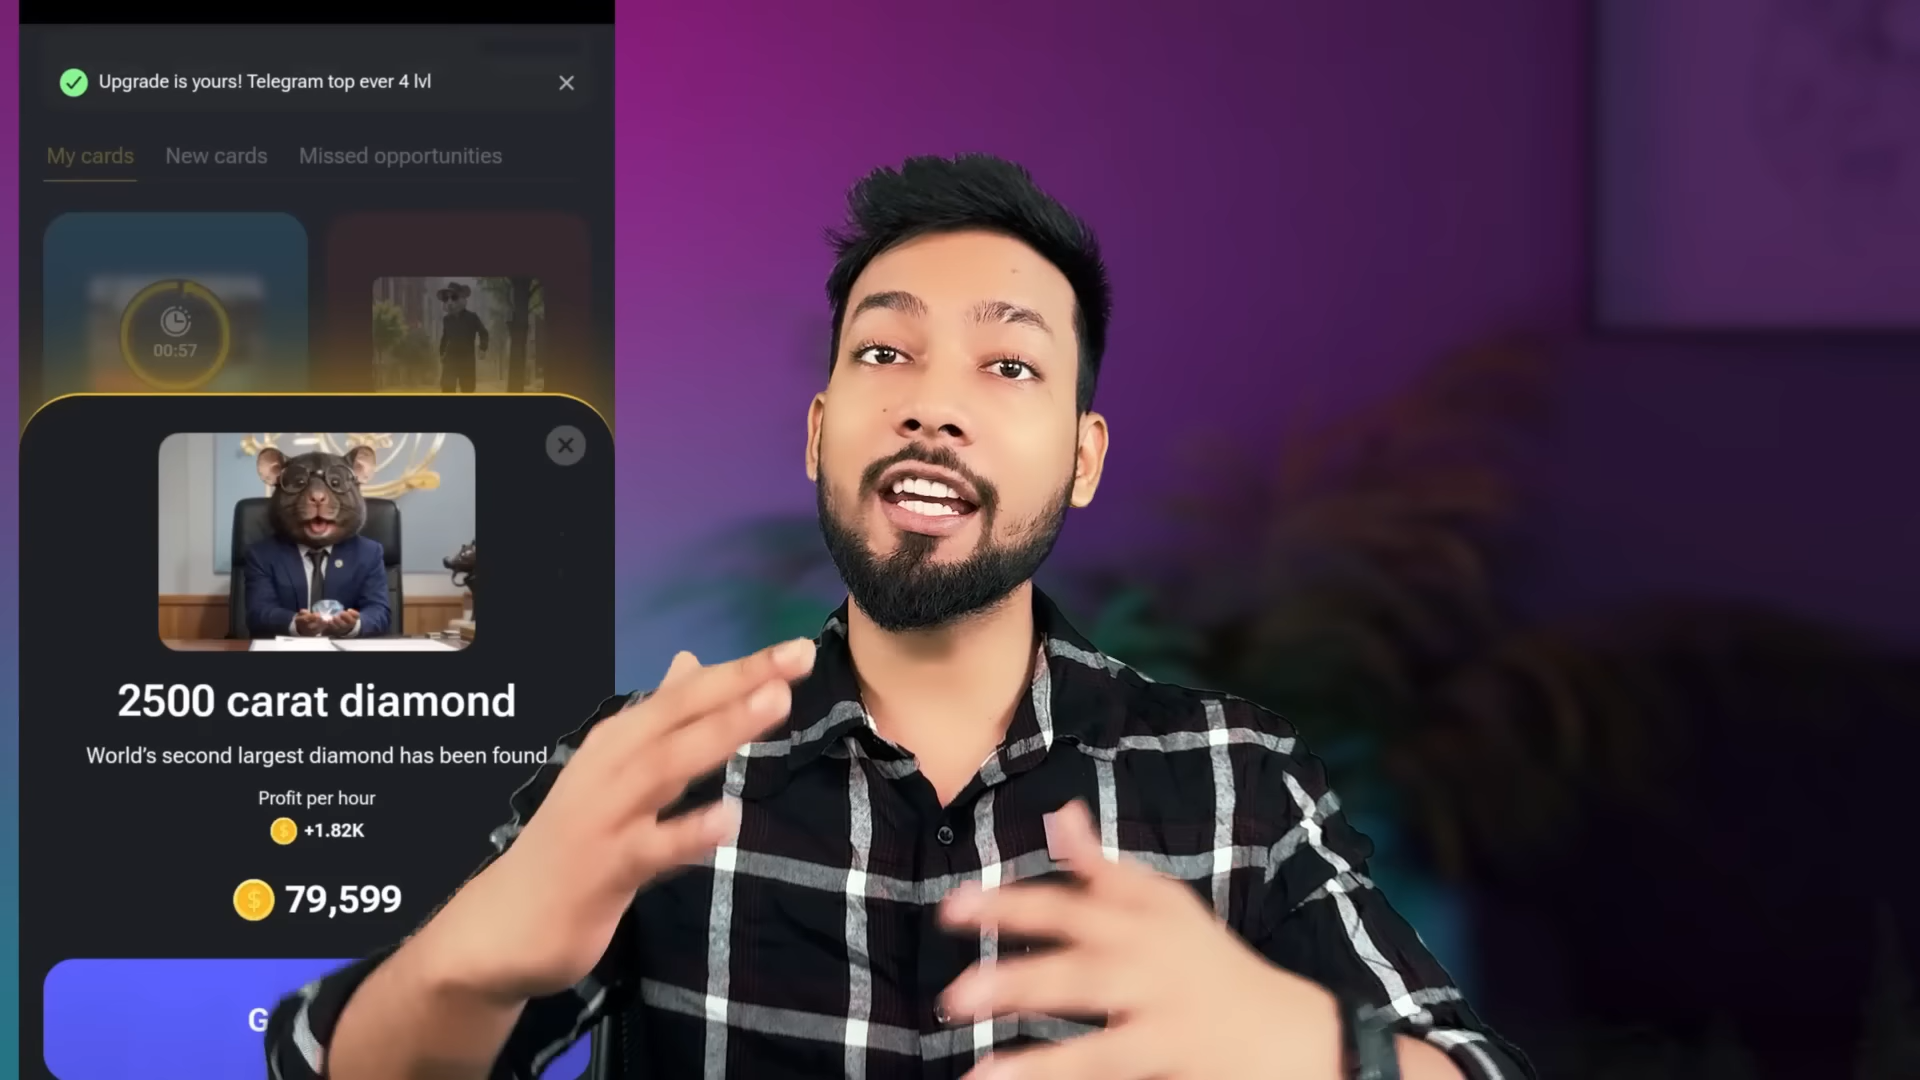 Upgrade is yours! Telegram top ever 4 lvl
My cards New cards Missed opportunities
00:57
2500 carat diamond
World’s second largest diamond has been found
Profit per hour
+1.82K
79,599